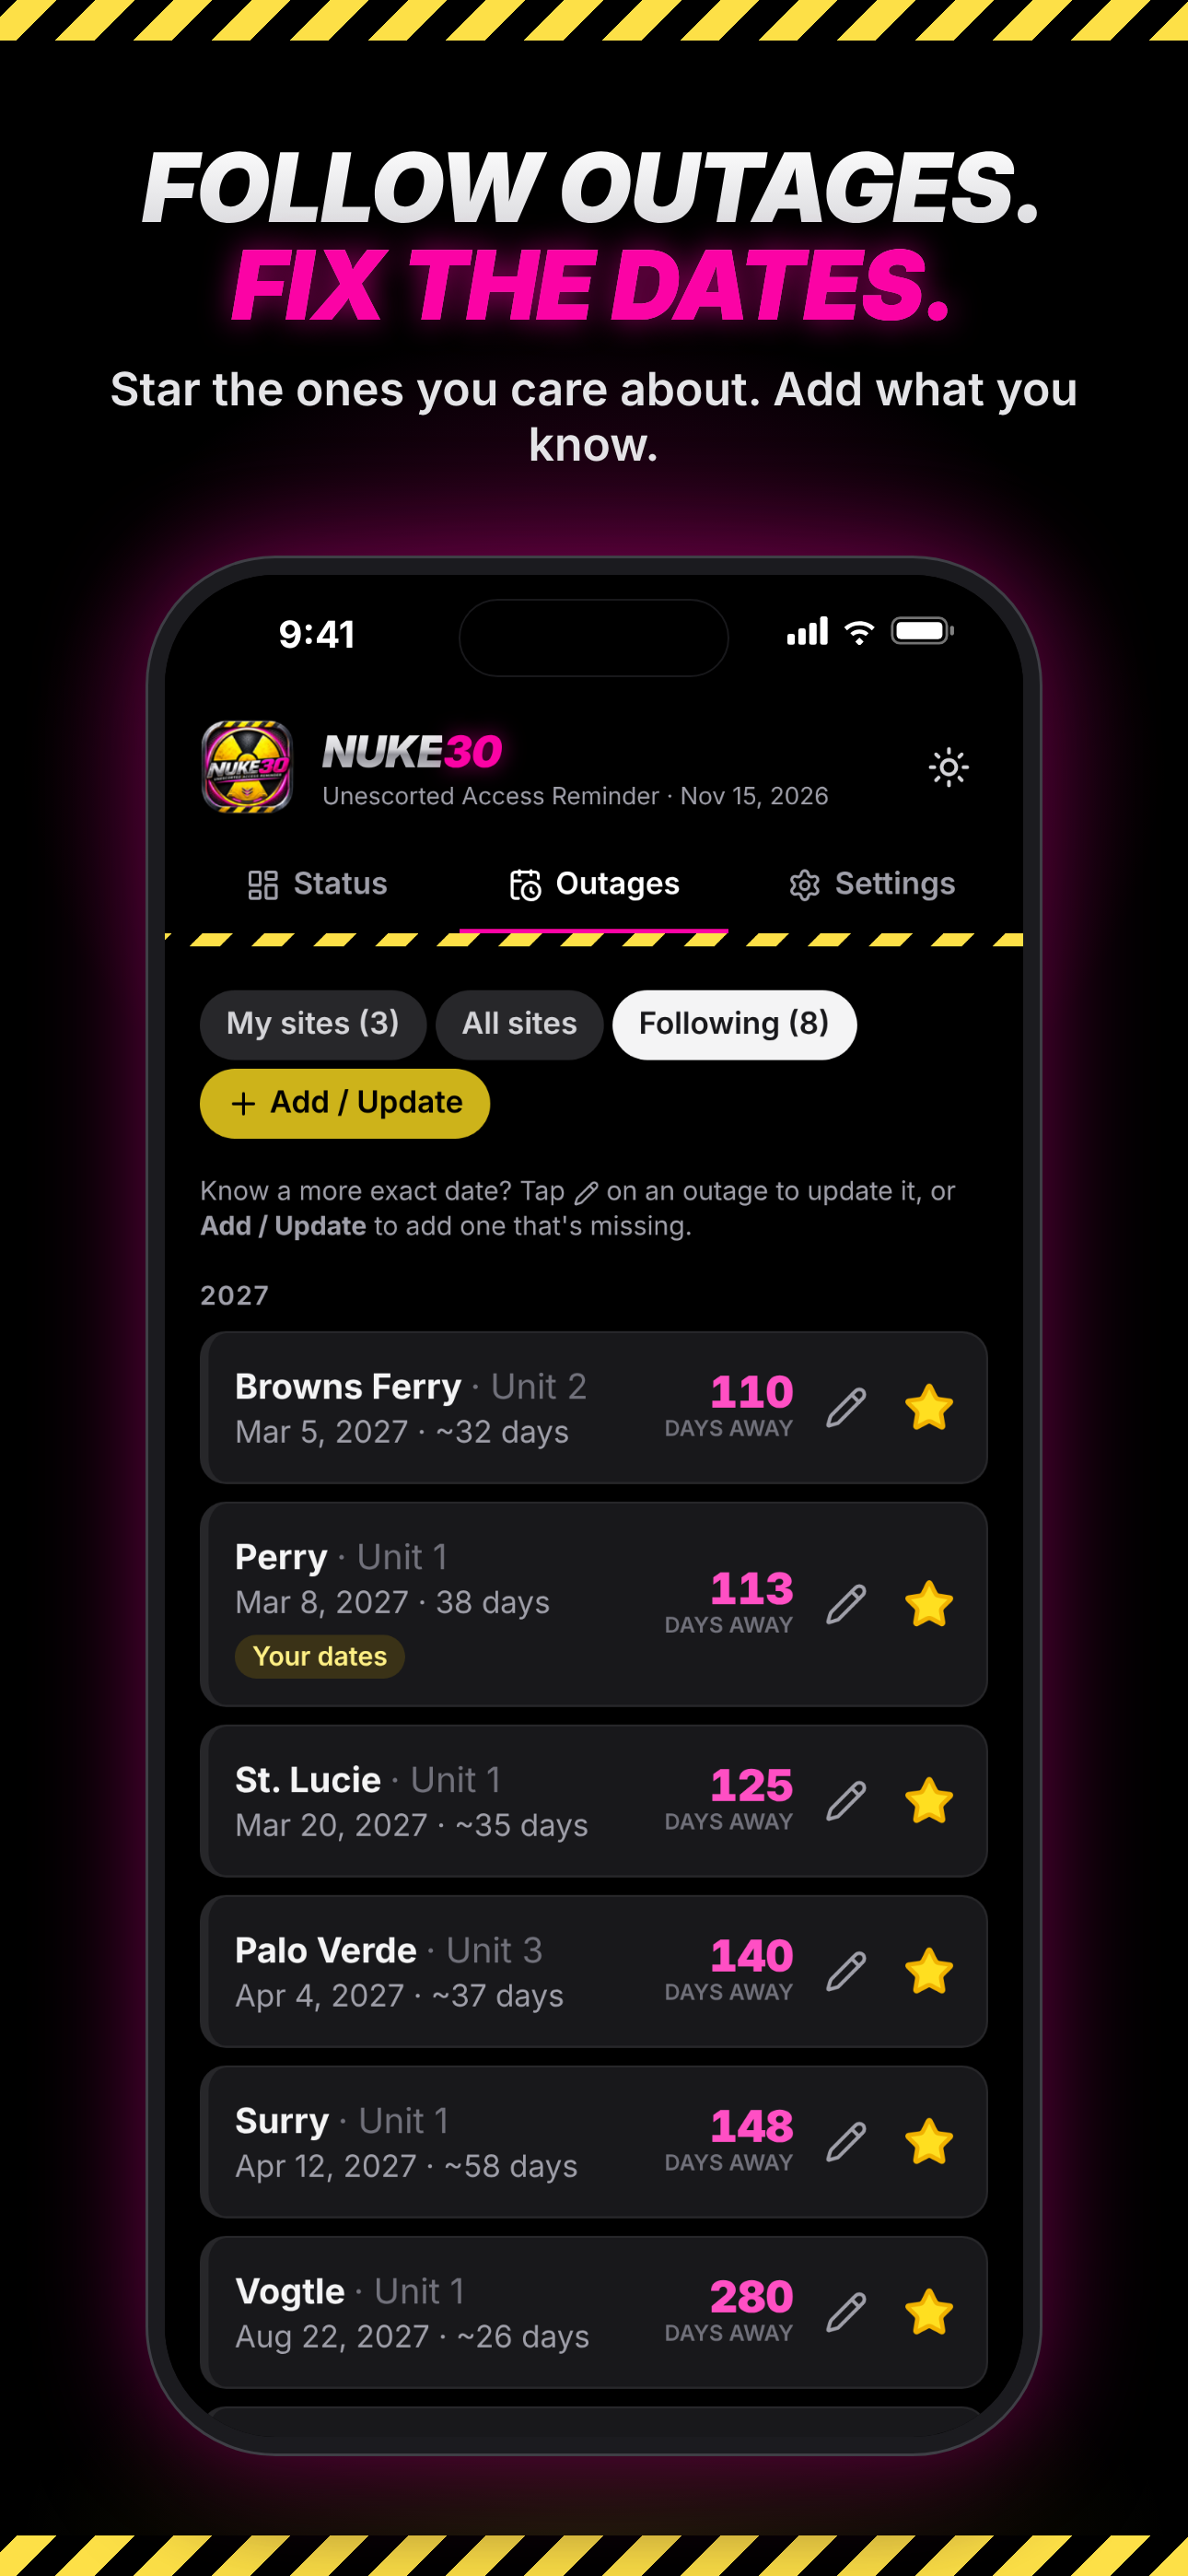 FOLLOW OUTAGES.
FIX THE DATES.
Star the ones you care about. Add what you
know.
9:41
NUKE30
NUKE30
UNESCORTED ACCESS REMINDER
Unescorted Access Reminder · Nov 15, 2026
Status
Outages
Settings
My sites (3)
All sites
Following (8)
+ Add / Update
Know a more exact date? Tap on an outage to update it, or
Add / Update to add one that's missing.
2027
Browns Ferry · Unit 2
Mar 5, 2027 · ~32 days
110
DAYS AWAY
Perry · Unit 1
Mar 8, 2027 · 38 days
Your dates
113
DAYS AWAY
St. Lucie · Unit 1
Mar 20, 2027 · ~35 days
125
DAYS AWAY
Palo Verde · Unit 3
Apr 4, 2027 · ~37 days
140
DAYS AWAY
Surry · Unit 1
Apr 12, 2027 · ~58 days
148
DAYS AWAY
Vogtle · Unit 1
Aug 22, 2027 · ~26 days
280
DAYS AWAY